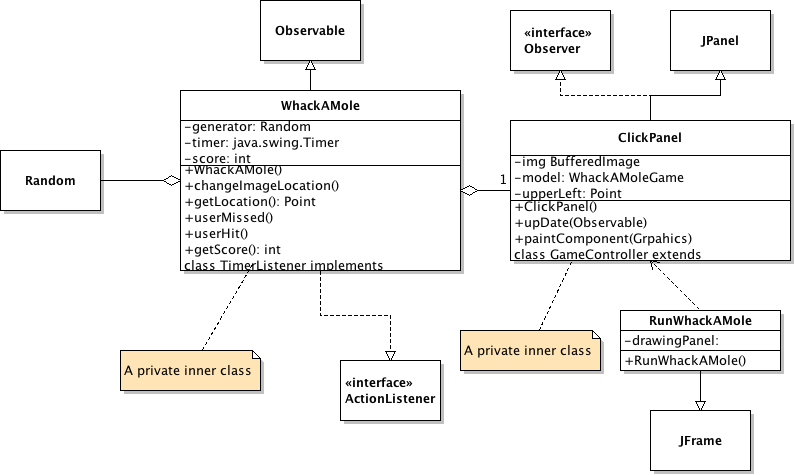 Observable
«interface»
Observer
JPanel
WhackAMole
-generator: Random
-timer: java.swing.Timer
-score: int
+WhackAMole()
+changeImageLocation()
+getLocation(): Point
+userMissed()
+userHit()
+getScore(): int
class TimerListener implements
Random
1
ClickPanel
-img BufferedImage
-model: WhackAMoleGame
-upperLeft: Point
+ClickPanel()
+upDate(Observable)
+paintComponent(Grpahics)
class GameController extends
A private inner class
«interface»
ActionListener
A private inner class
RunWhackAMole
-drawingPanel:
+RunWhackAMole()
JFrame